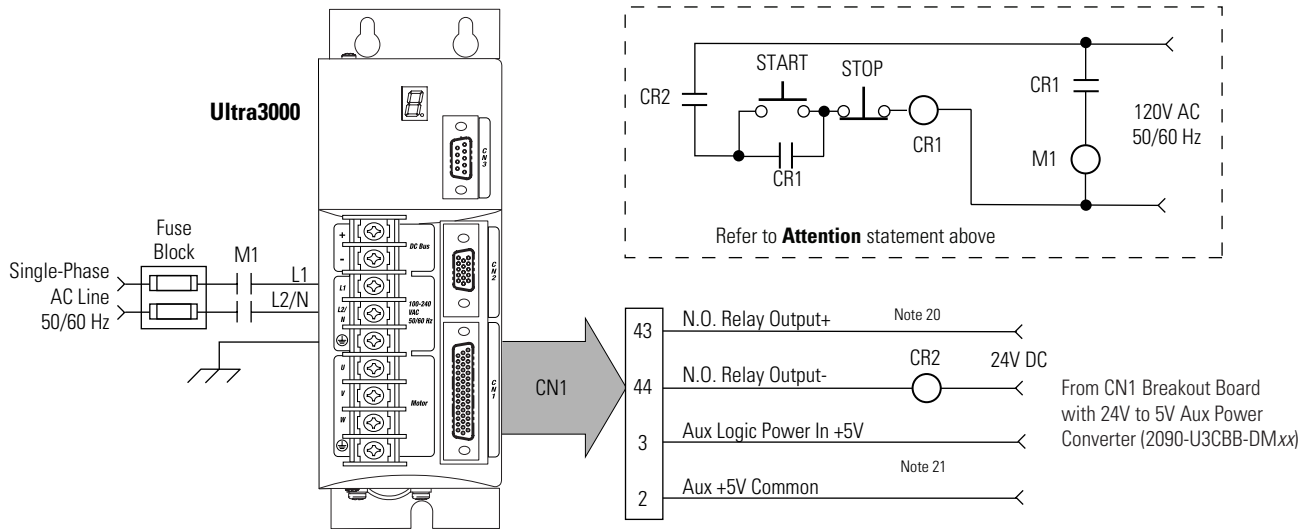 Ultra3000
8.
CN3
Fuse
Block
M1
Single-Phase
AC Line
50/60 Hz
L1
L2/N
+
-
DC Bus
L1
L2/
N
100-240
VAC
50/60 Hz
U
V
W
Motor
CN2
CN1
CN1
START
STOP
CR2
CR1
CR1
CR1
M1
120V AC
50/60 Hz
Refer to Attention statement above
43
N.O. Relay Output+
Note 20
44
N.O. Relay Output-
CR2
24V DC
3
Aux Logic Power In +5V
2
Aux +5V Common
Note 21
From CN1 Breakout Board
with 24V to 5V Aux Power
Converter (2090-U3CBB-DMxx)